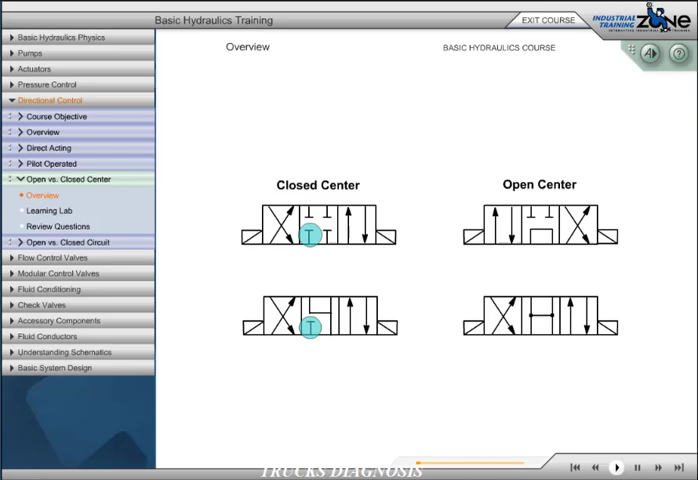 Basic Hydraulics Training
EXIT COURSE
INDUSTRIAL
TRAINING
ZONE
Basic Hydraulics Physics
Pumps
Actuators
Pressure Control
Directional Control
Course Objective
Overview
Direct Acting
Pilot Operated
Open vs. Closed Center
Overview
Learning Lab
Review Questions
Open vs. Closed Circuit
Flow Control Valves
Modular Control Valves
Fluid Conditioning
Check Valves
Accessory Components
Fluid Conductors
Understanding Schematics
Basic System Design
Overview
BASIC HYDRAULICS COURSE
A
?
Closed Center
Open Center
TRUCKS DIAGNOSIS